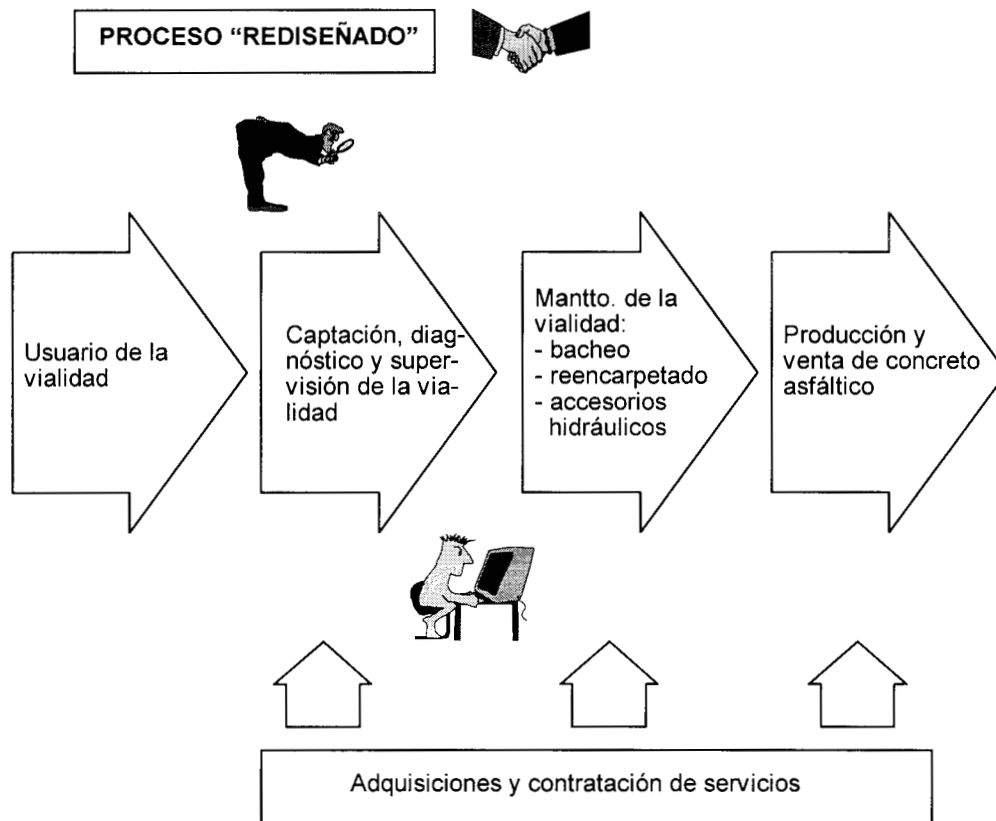 PROCESO “REDISEÑADO”
Usuario de la
vialidad
Captación, diag-
nóstico y super-
visión de la via-
lidad
Mantto. de la
vialidad:
- bacheo
- reencarpetado
- accesorios
hidráulicos
Producción y
venta de concreto
asfáltico
Adquisiciones y contratación de servicios